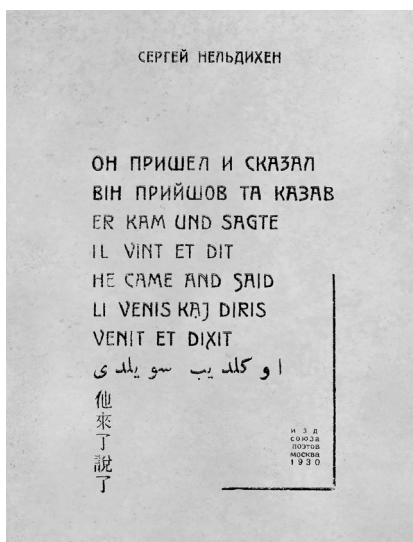 СЕРГЕЙ НЕЛЬДИХЕН
ОН ПРИШЕЛ И СКАЗАЛ
ВІН ПРИЙШОВ ТА КАЗАВ
ER KAM UND SAGTE
IL VINT ET DIT
HE CAME AND SAID
LI VENIS KAJ DIRIS
VENIT ET DIXIT
او كلديب سويلدى
他
來
了
說
了
изд
союза
поэтов
москва
1930